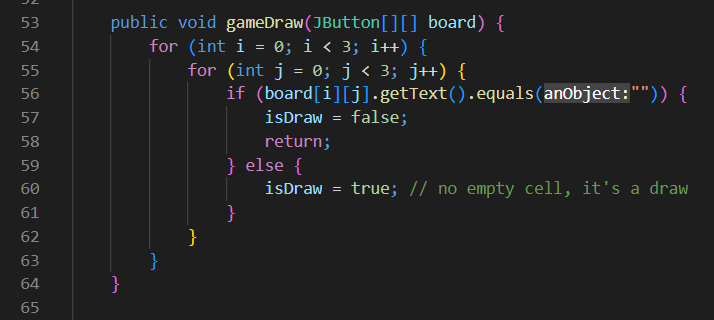 53 public void gameDraw(JButton[][] board) {
54 for (int i = 0; i < 3; i++) {
55 for (int j = 0; j < 3; j++) {
56 if (board[i][j].getText().equals(anObject:"")) {
57 isDraw = false;
58 return;
59 } else {
60 isDraw = true; // no empty cell, it's a draw
61 }
62 }
63 }
64 }
65